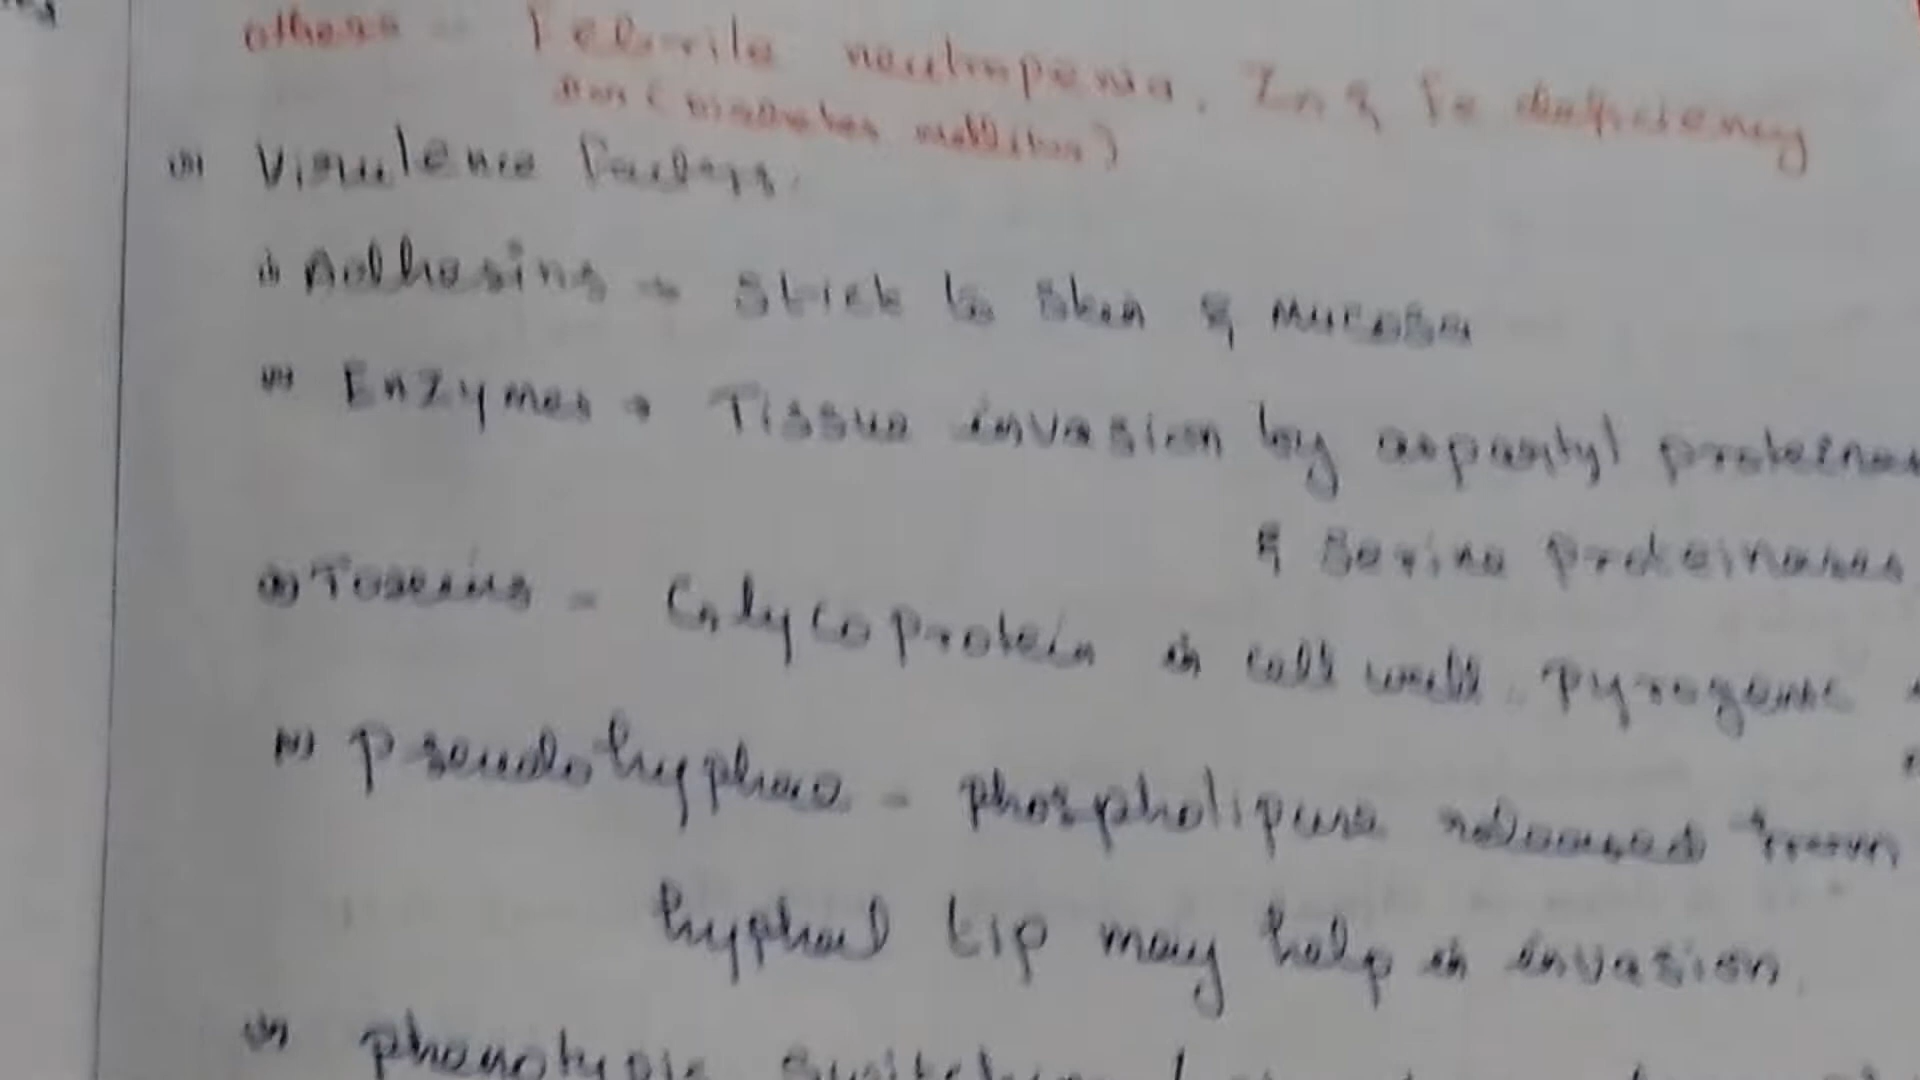 others - Febrile neutropenia, Zn & Fe deficiency
DM (Diabetes mellitus)
Virulence Factors.
Adhesins → Stick to Skin & Mucosa
Enzymes → Tissue invasion by aspartyl
& Serine proteinases
Toxins - Glycoprotein in cell wall. Pyrogenic
Pseudohyphae - Phospholipase released from
hyphal tip may help in invasion.
Phenotypic